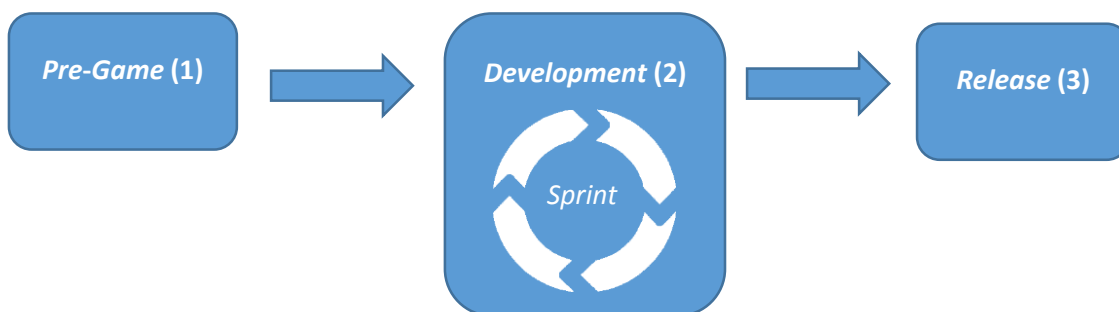 Pre-Game (1)
Development (2)
Release (3)
Sprint